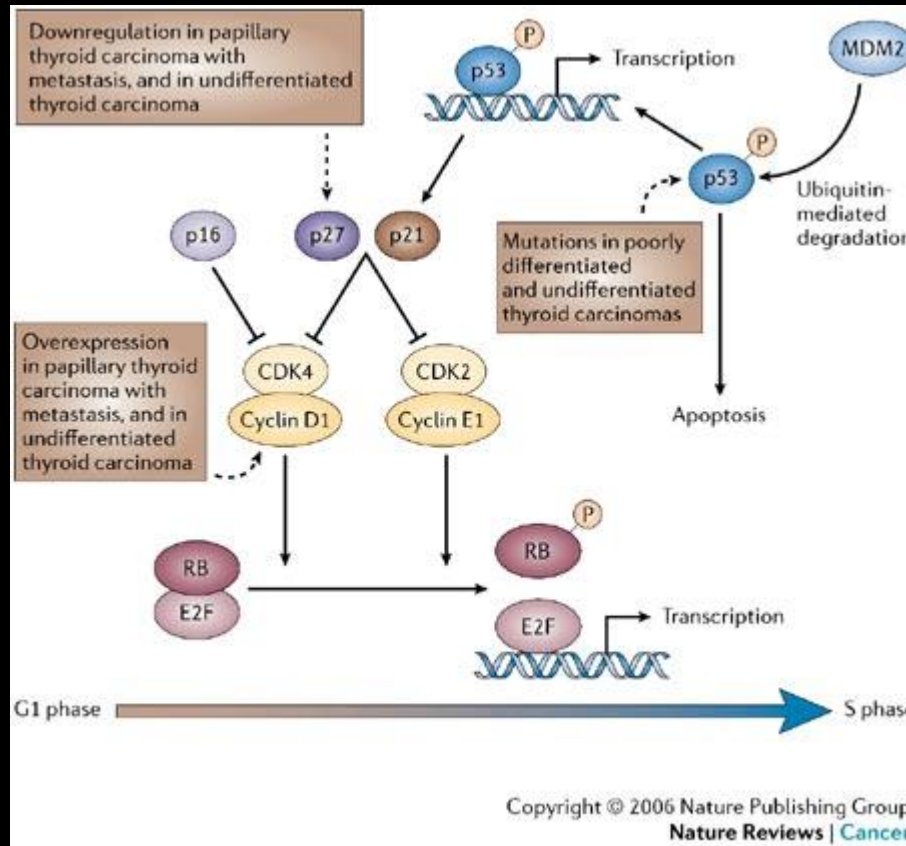 Downregulation in papillary
thyroid carcinoma with
metastasis, and in undifferentiated
thyroid carcinoma
P
p53
Transcription
MDM2
P
p53
Ubiquitin-
mediated
degradation
p16
p27
p21
Mutations in poorly
differentiated
and undifferentiated
thyroid carcinomas
Overexpression
in papillary thyroid
carcinoma with
metastasis, and in
undifferentiated
thyroid carcinoma
CDK4
Cyclin D1
CDK2
Cyclin E1
Apoptosis
RB
E2F
P
RB
E2F
Transcription
G1 phase
S phase
Copyright © 2006 Nature Publishing Group
Nature Reviews | Cancer